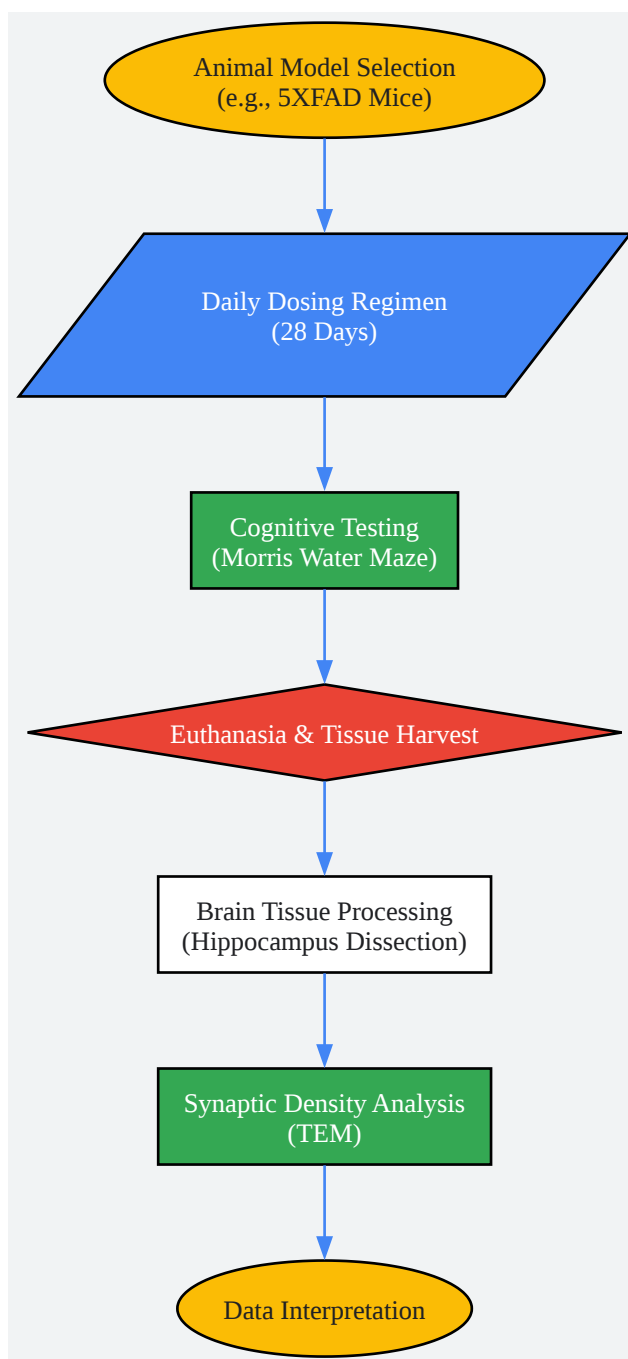 Animal Model Selection
(e.g., 5XFAD Mice)
Daily Dosing Regimen
(28 Days)
Cognitive Testing
(Morris Water Maze)
Euthanasia & Tissue Harvest
Brain Tissue Processing
(Hippocampus Dissection)
Synaptic Density Analysis
(TEM)
Data Interpretation